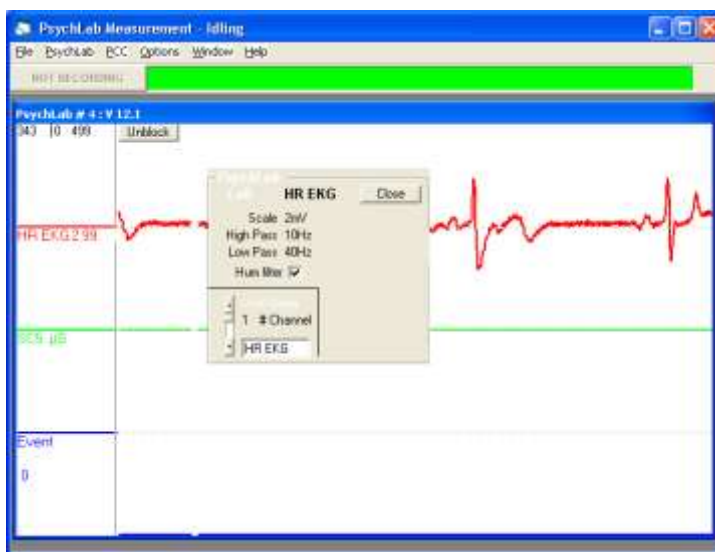 PsychLab Measurement - Idling
File PsychLab PCC Options Window Help
NOT RECORDING
PsychLab # 4 : V 12.1
343 0 499 Unblock
HR EKG Close
Scale 2mV
High Pass 10Hz
Low Pass 40Hz
Hum filter
1 # Channel
HR EKG
HR EKG 2.99
SCS µS
Event
0